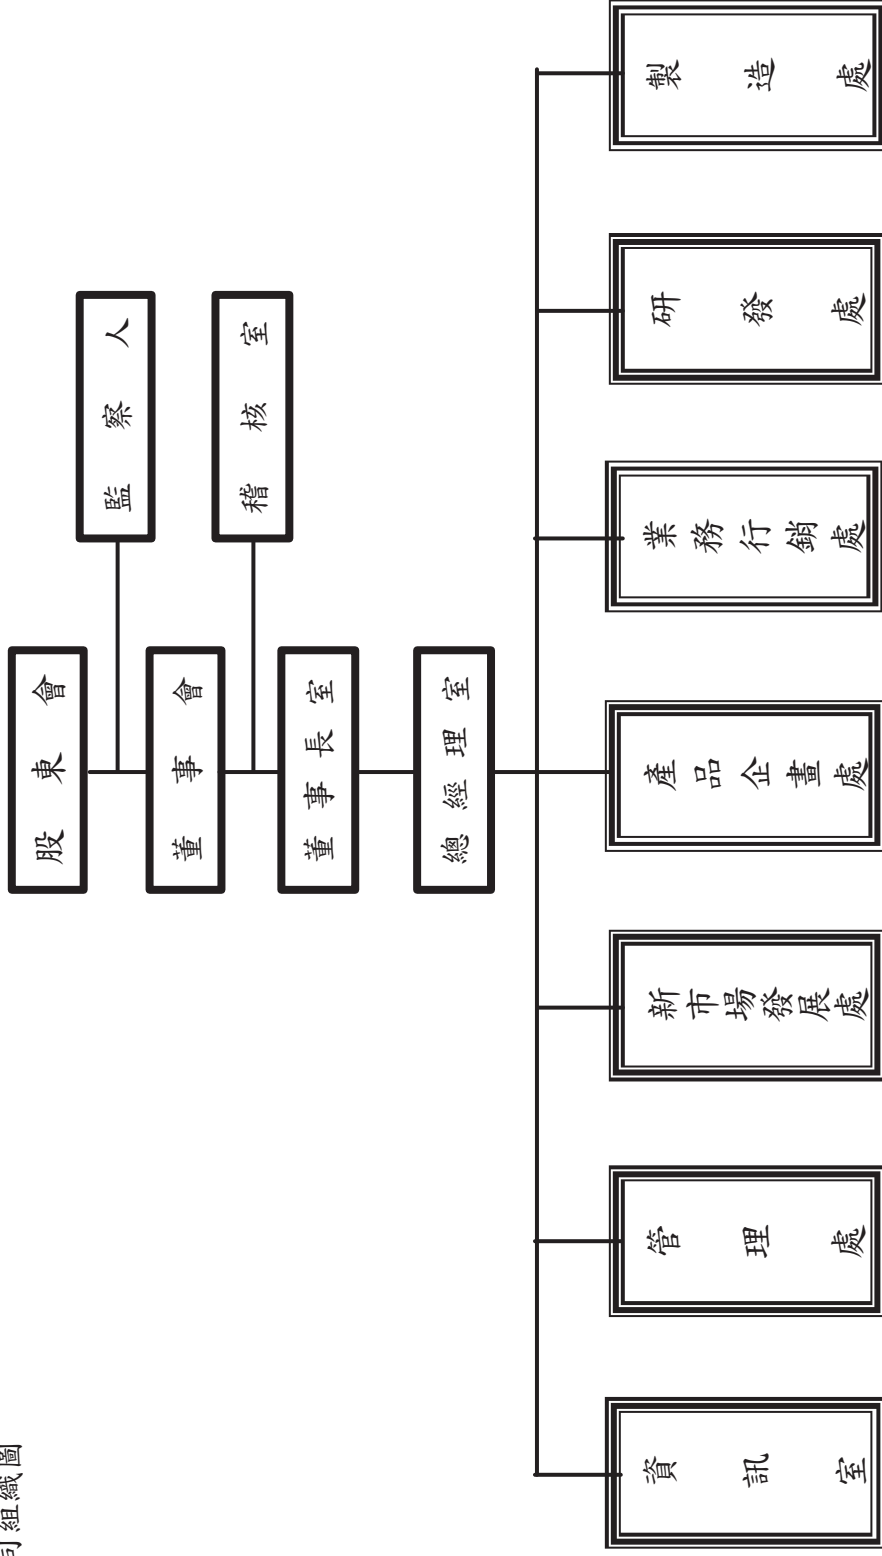 司組織圖
股東會
監察人
董事會
稽核室
董事長室
總經理室
資訊室
管理處
新市場發展處
產品企畫處
業務行銷處
研發處
製造處